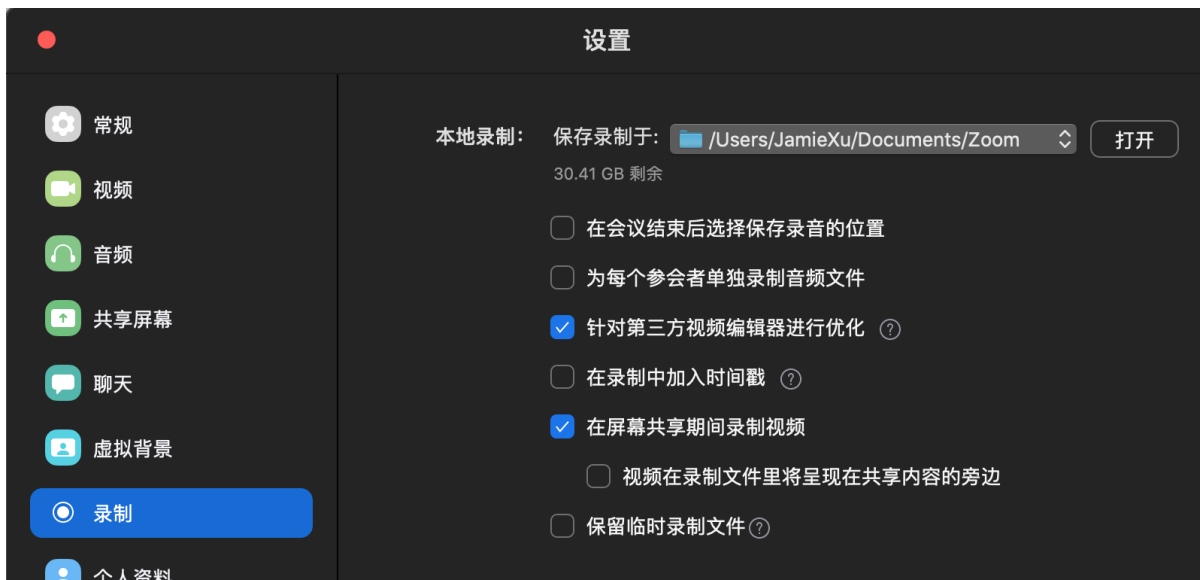 设置
常规
视频
音频
共享屏幕
聊天
虚拟背景
录制
个人资料
本地录制： 保存录制于: /Users/JamieXu/Documents/Zoom 打开
30.41 GB 剩余
在会议结束后选择保存录音的位置
为每个参会者单独录制音频文件
针对第三方视频编辑器进行优化 ?
在录制中加入时间戳 ?
在屏幕共享期间录制视频
视频在录制文件里将呈现在共享内容的旁边
保留临时录制文件 ?